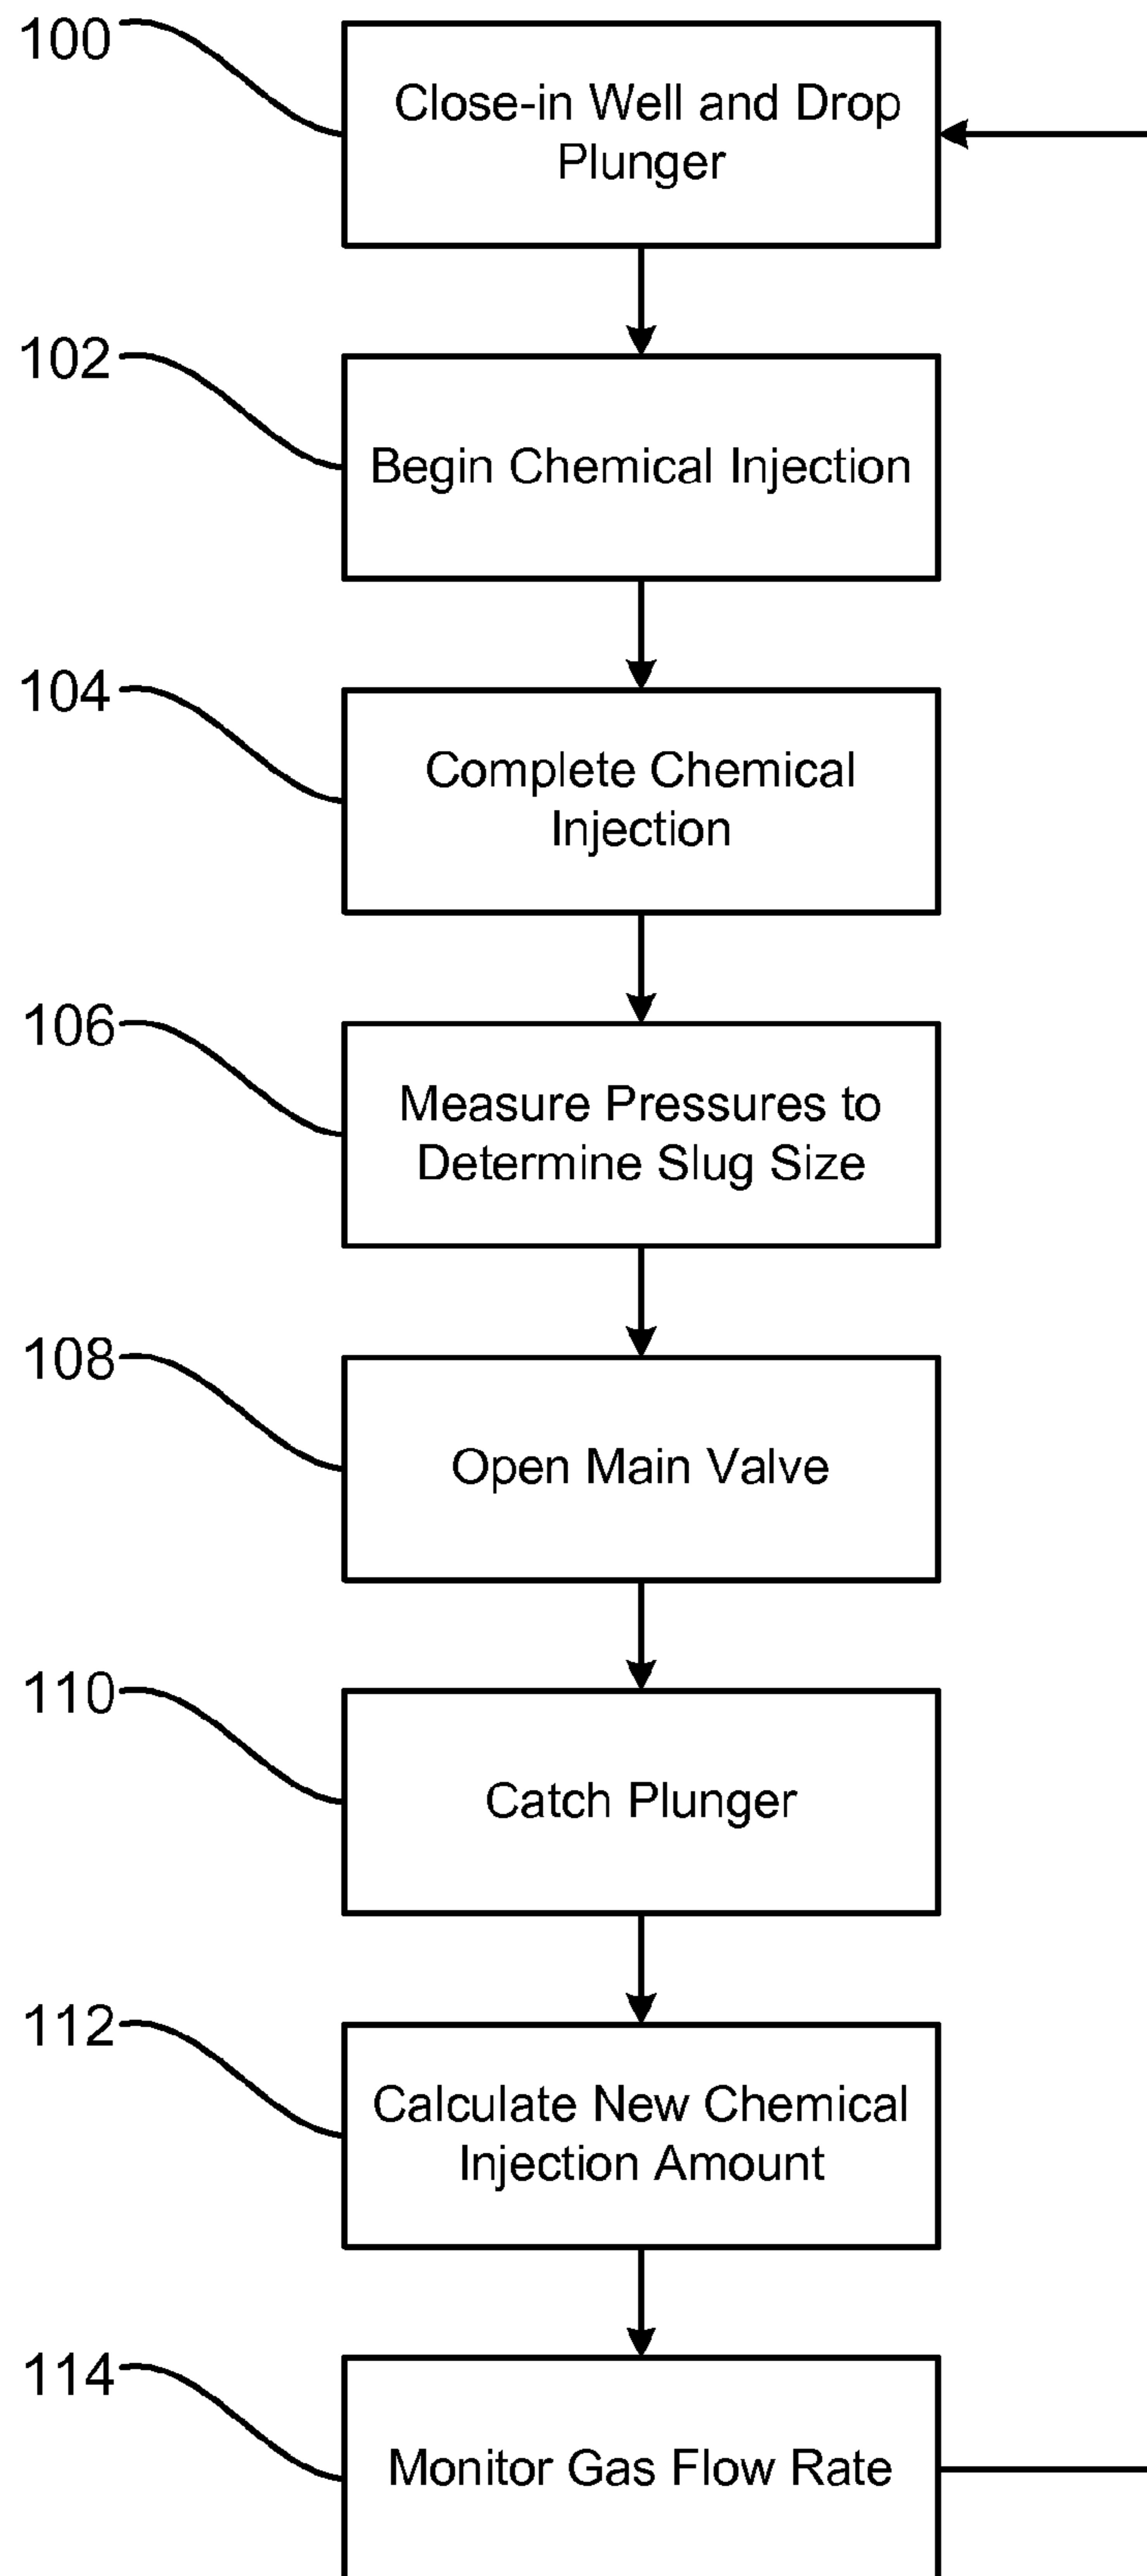 100
Close-in Well and Drop
Plunger
102
Begin Chemical Injection
104
Complete Chemical
Injection
106
Measure Pressures to
Determine Slug Size
108
Open Main Valve
110
Catch Plunger
112
Calculate New Chemical
Injection Amount
114
Monitor Gas Flow Rate